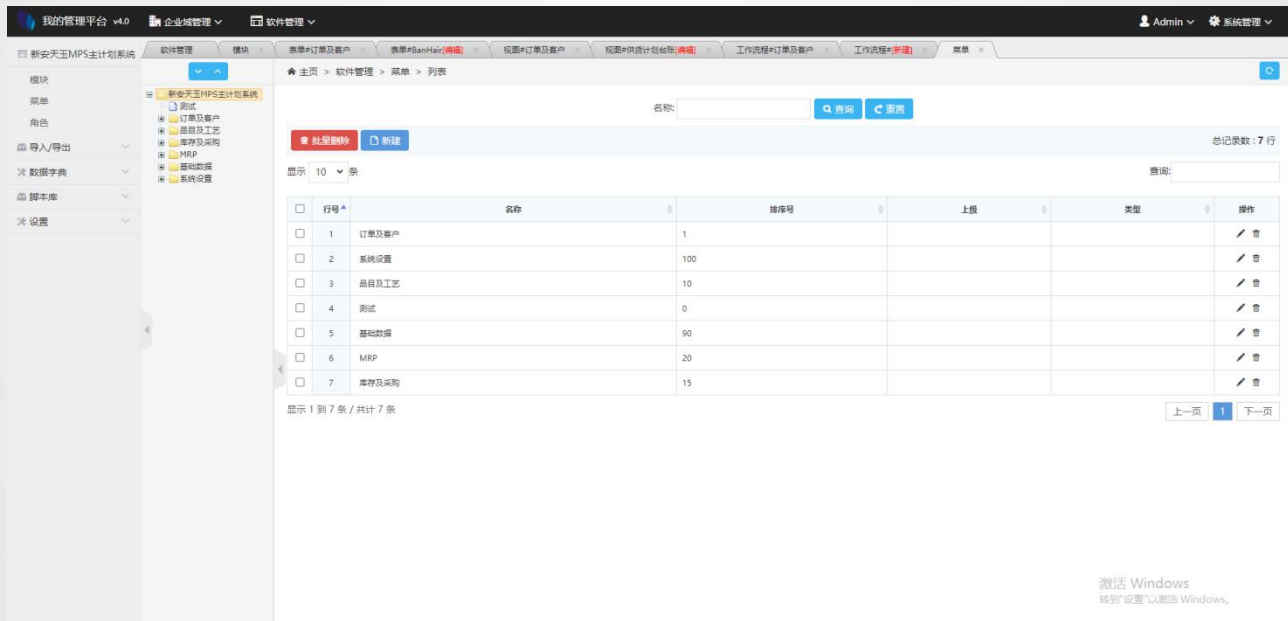 我的管理平台 v4.0 企业域管理 软件管理 Admin 系统管理
新安天玉MPS主计划系统 软件管理 模块 表单#订单及客户 表单#BanHair[编辑] 视图#订单及客户 视图#供货计划台账[编辑] 工作流程#订单及客户 工作流程#[新建] 菜单
模块
菜单
角色
导入/导出
数据字典
脚本库
设置
新安天玉MPS主计划系统
测试
订单及客户
品目及工艺
库存及采购
MRP
基础数据
系统设置
主页 > 软件管理 > 菜单 > 列表
名称: 查询 重置
批量删除 新建 总记录数:7 行
显示 10 条 查询:
行号 名称 排序号 上级 类型 操作
1 订单及客户 1
2 系统设置 100
3 品目及工艺 10
4 测试 0
5 基础数据 90
6 MRP 20
7 库存及采购 15
显示 1 到 7 条 / 共计 7 条 上一页 1 下一页
激活 Windows
转到"设置"以激活 Windows。